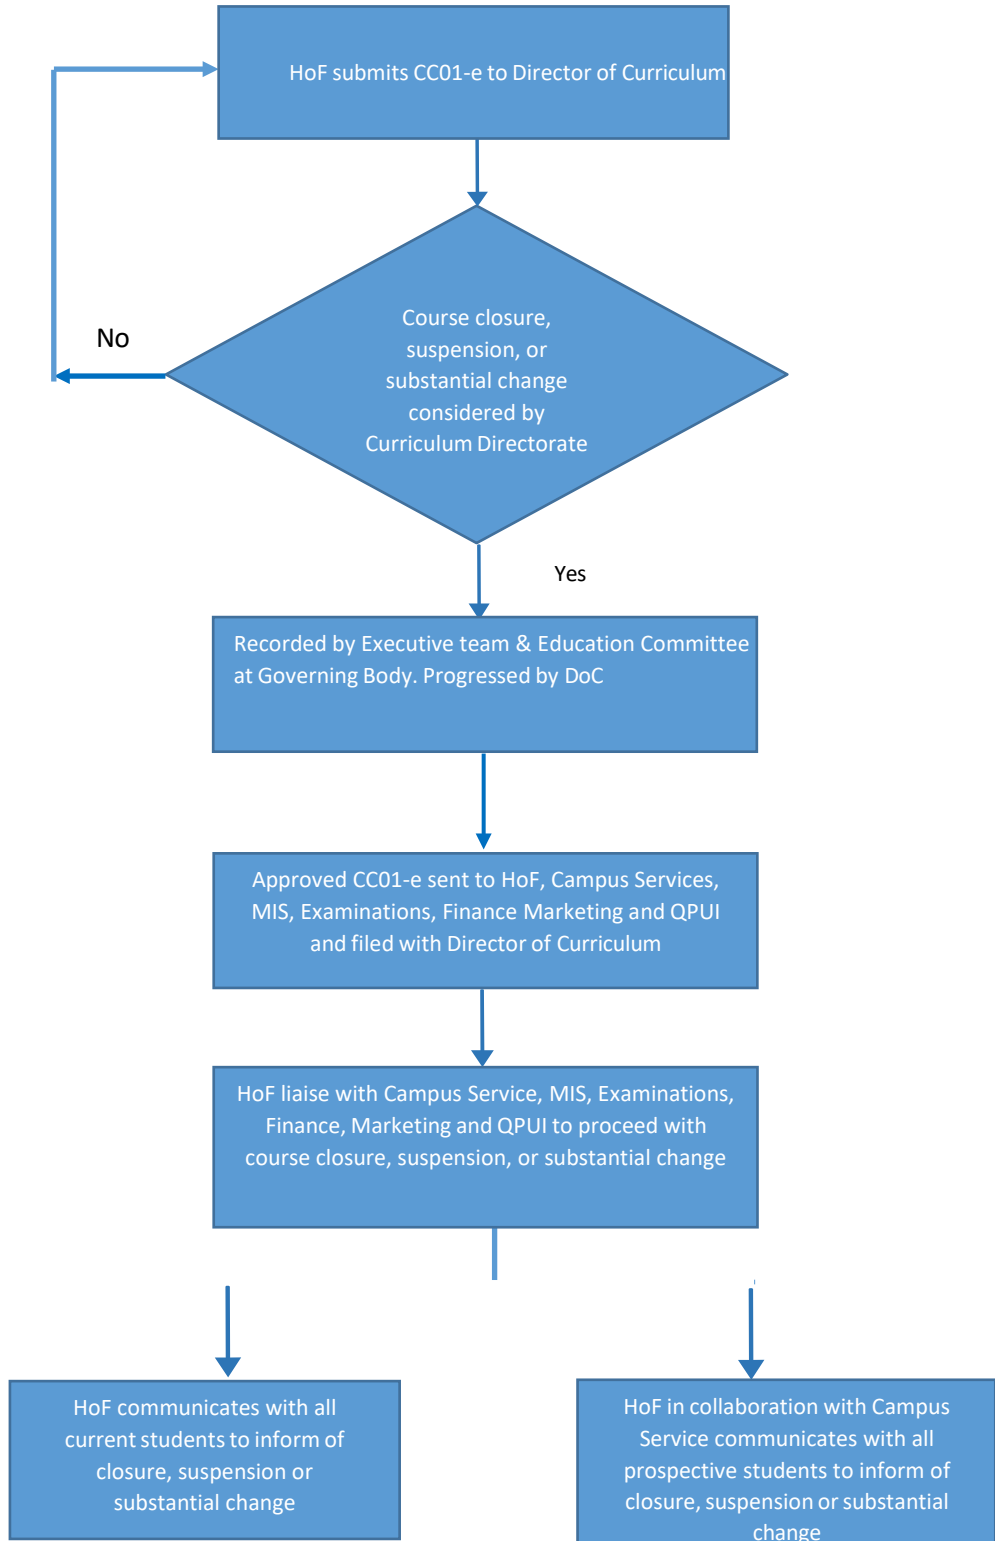 HoF submits CC01-e to Director of Curriculum
Course closure,
suspension, or
substantial change
considered by
Curriculum Directorate
No
Yes
Recorded by Executive team & Education Committee
at Governing Body. Progressed by DoC
Approved CC01-e sent to HoF, Campus Services,
MIS, Examinations, Finance Marketing and QPUI
and filed with Director of Curriculum
HoF liaise with Campus Service, MIS, Examinations,
Finance, Marketing and QPUI to proceed with
course closure, suspension, or substantial change
HoF communicates with all
current students to inform of
closure, suspension or
substantial change
HoF in collaboration with Campus
Service communicates with all
prospective students to inform of
closure, suspension or substantial
change